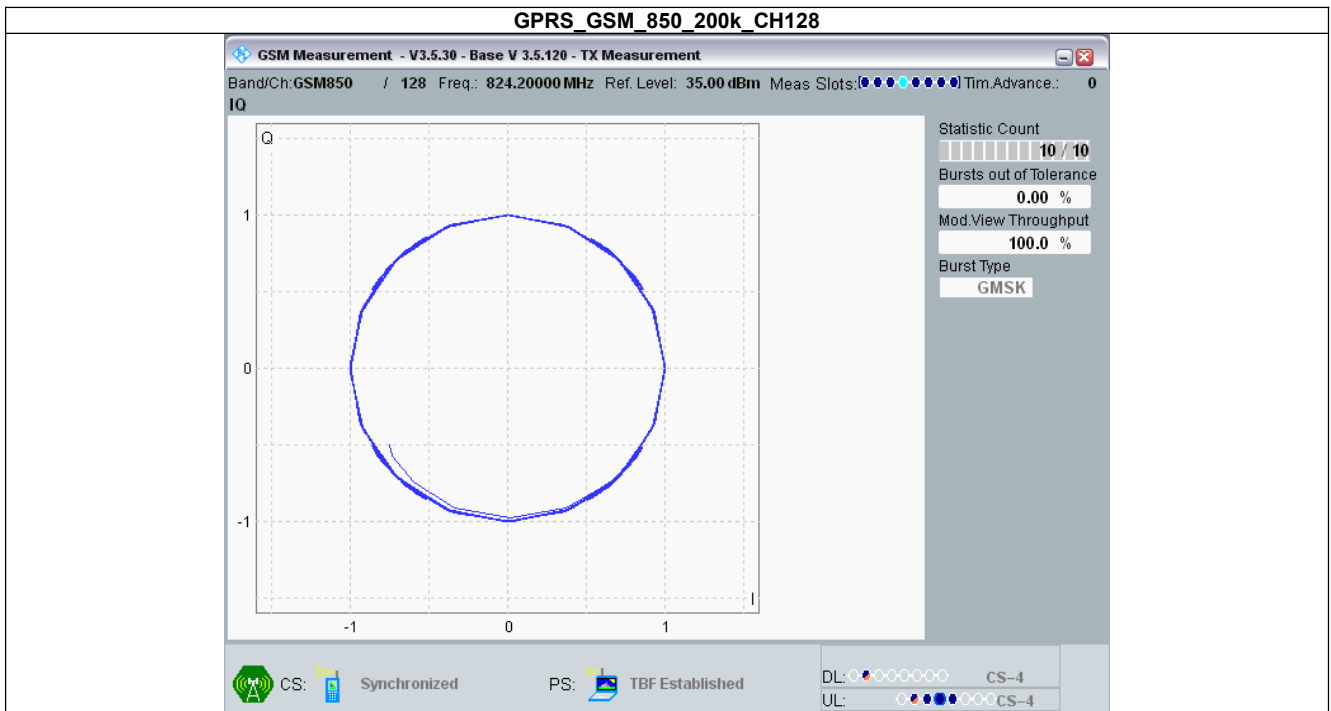 GPRS_GSM_850_200k_CH128
GSM Measurement - V3.5.30 - Base V 3.5.120 - TX Measurement
Band/Ch:GSM850 / 128 Freq.: 824.20000 MHz Ref. Level: 35.00 dBm Meas Slots: Tim.Advance.: 0
IQ
Q
Statistic Count
10 / 10
Bursts out of Tolerance
0.00 %
Mod.View Throughput
100.0 %
Burst Type
GMSK
1
0
-1
I
-1 0 1
CS: Synchronized PS: TBF Established
DL: CS-4
UL: CS-4